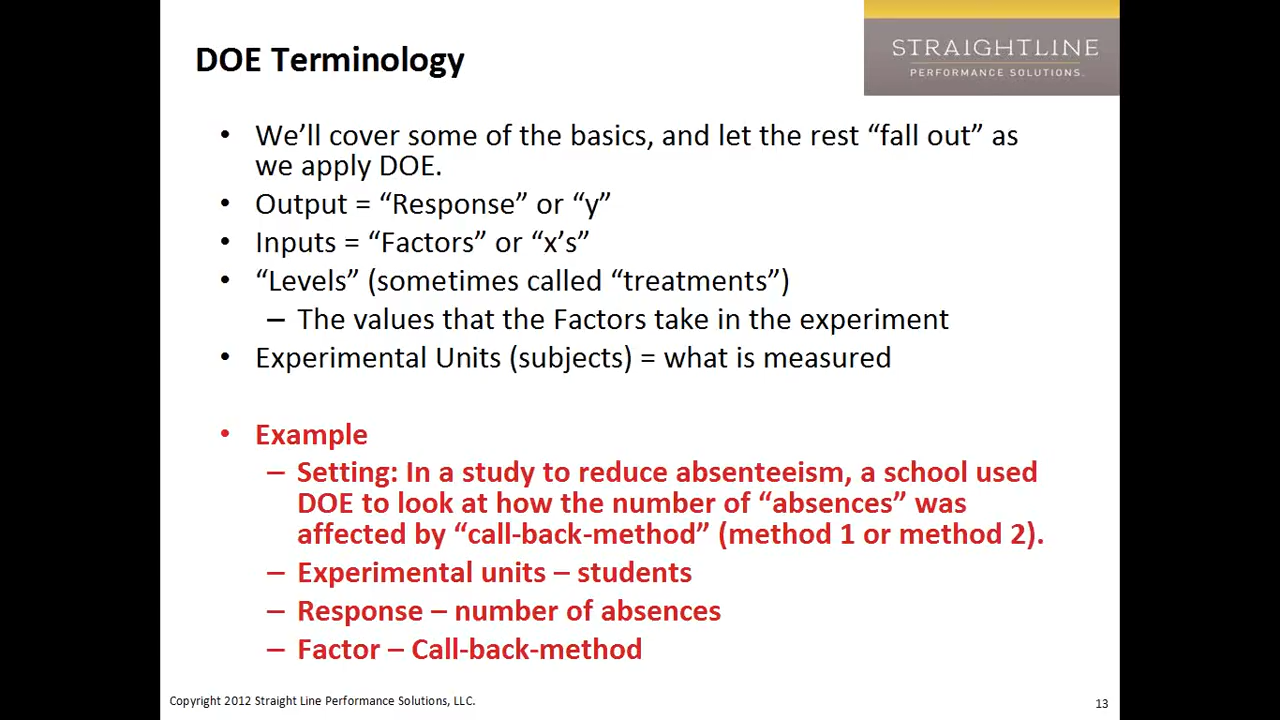 DOE Terminology
STRAIGHTLINE
PERFORMANCE SOLUTIONS.
• We’ll cover some of the basics, and let the rest “fall out” as
we apply DOE.
• Output = “Response” or “y”
• Inputs = “Factors” or “x’s”
• “Levels” (sometimes called “treatments”)
– The values that the Factors take in the experiment
• Experimental Units (subjects) = what is measured
• Example
– Setting: In a study to reduce absenteeism, a school used
DOE to look at how the number of “absences” was
affected by “call-back-method” (method 1 or method 2).
– Experimental units – students
– Response – number of absences
– Factor – Call-back-method
Copyright 2012 Straight Line Performance Solutions, LLC.
13